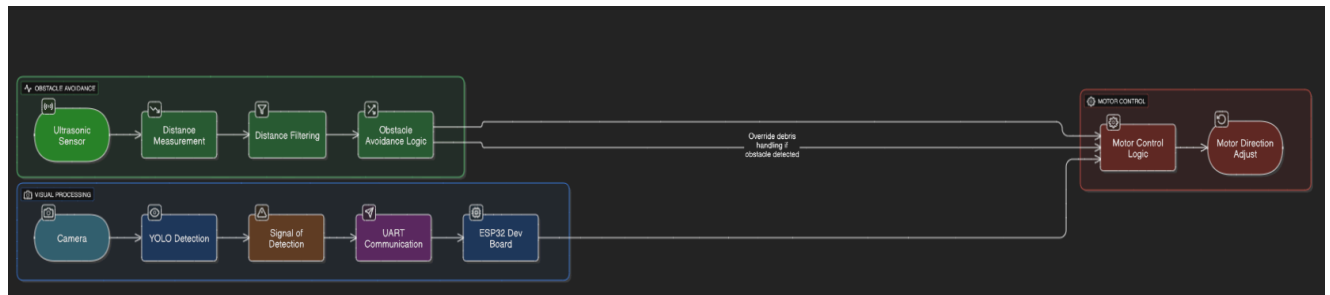 OBSTACLE AVOIDANCE
Ultrasonic
Sensor
Distance
Measurement
Distance Filtering
Obstacle
Avoidance Logic
Override debris
handling if
obstacle detected
MOTOR CONTROL
Motor Control
Logic
Motor Direction
Adjust
VISUAL PROCESSING
Camera
YOLO Detection
Signal of
Detection
UART
Communication
ESP32 Dev
Board